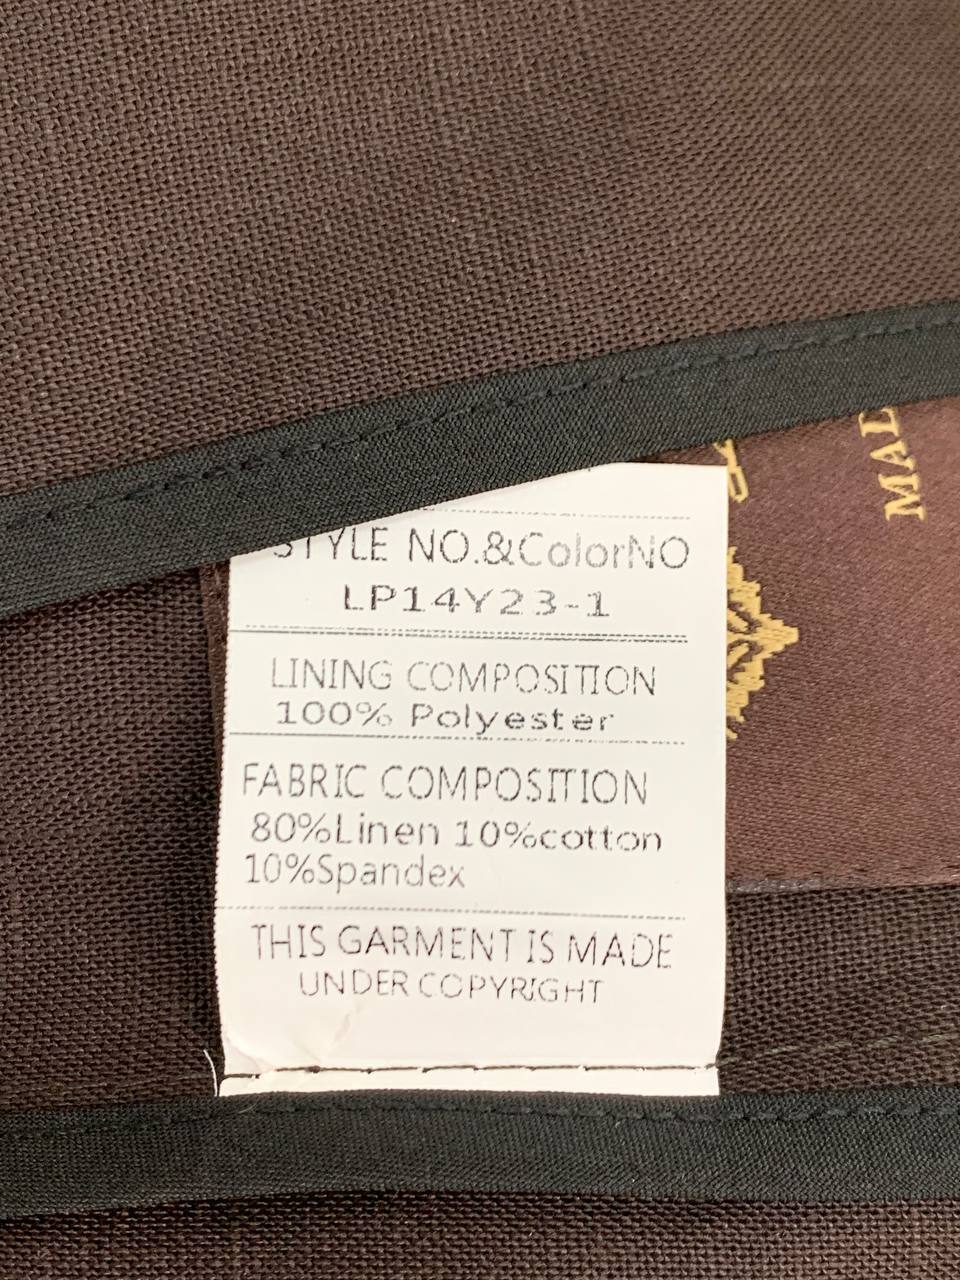 STYLE NO.&ColorNO
LP14Y23-1
LINING COMPOSITION
100% Polyester
FABRIC COMPOSITION
80%Linen 10%cotton
10%Spandex
THIS GARMENT IS MADE
UNDER COPYRIGHT
MAL